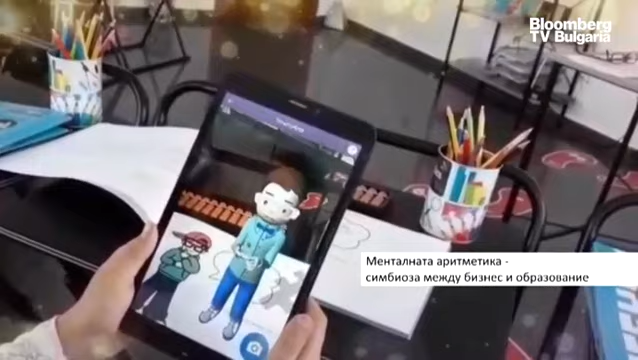 Bloomberg
TV Bulgaria
Менталната аритметика -
симбиоза между бизнес и образование